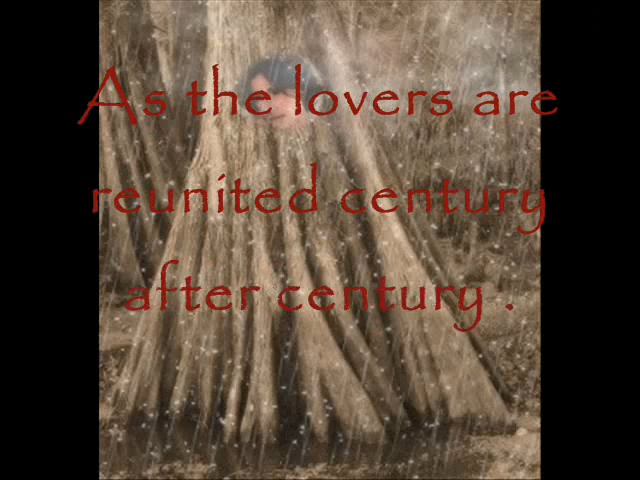 As the lovers are
reunited century
after century .